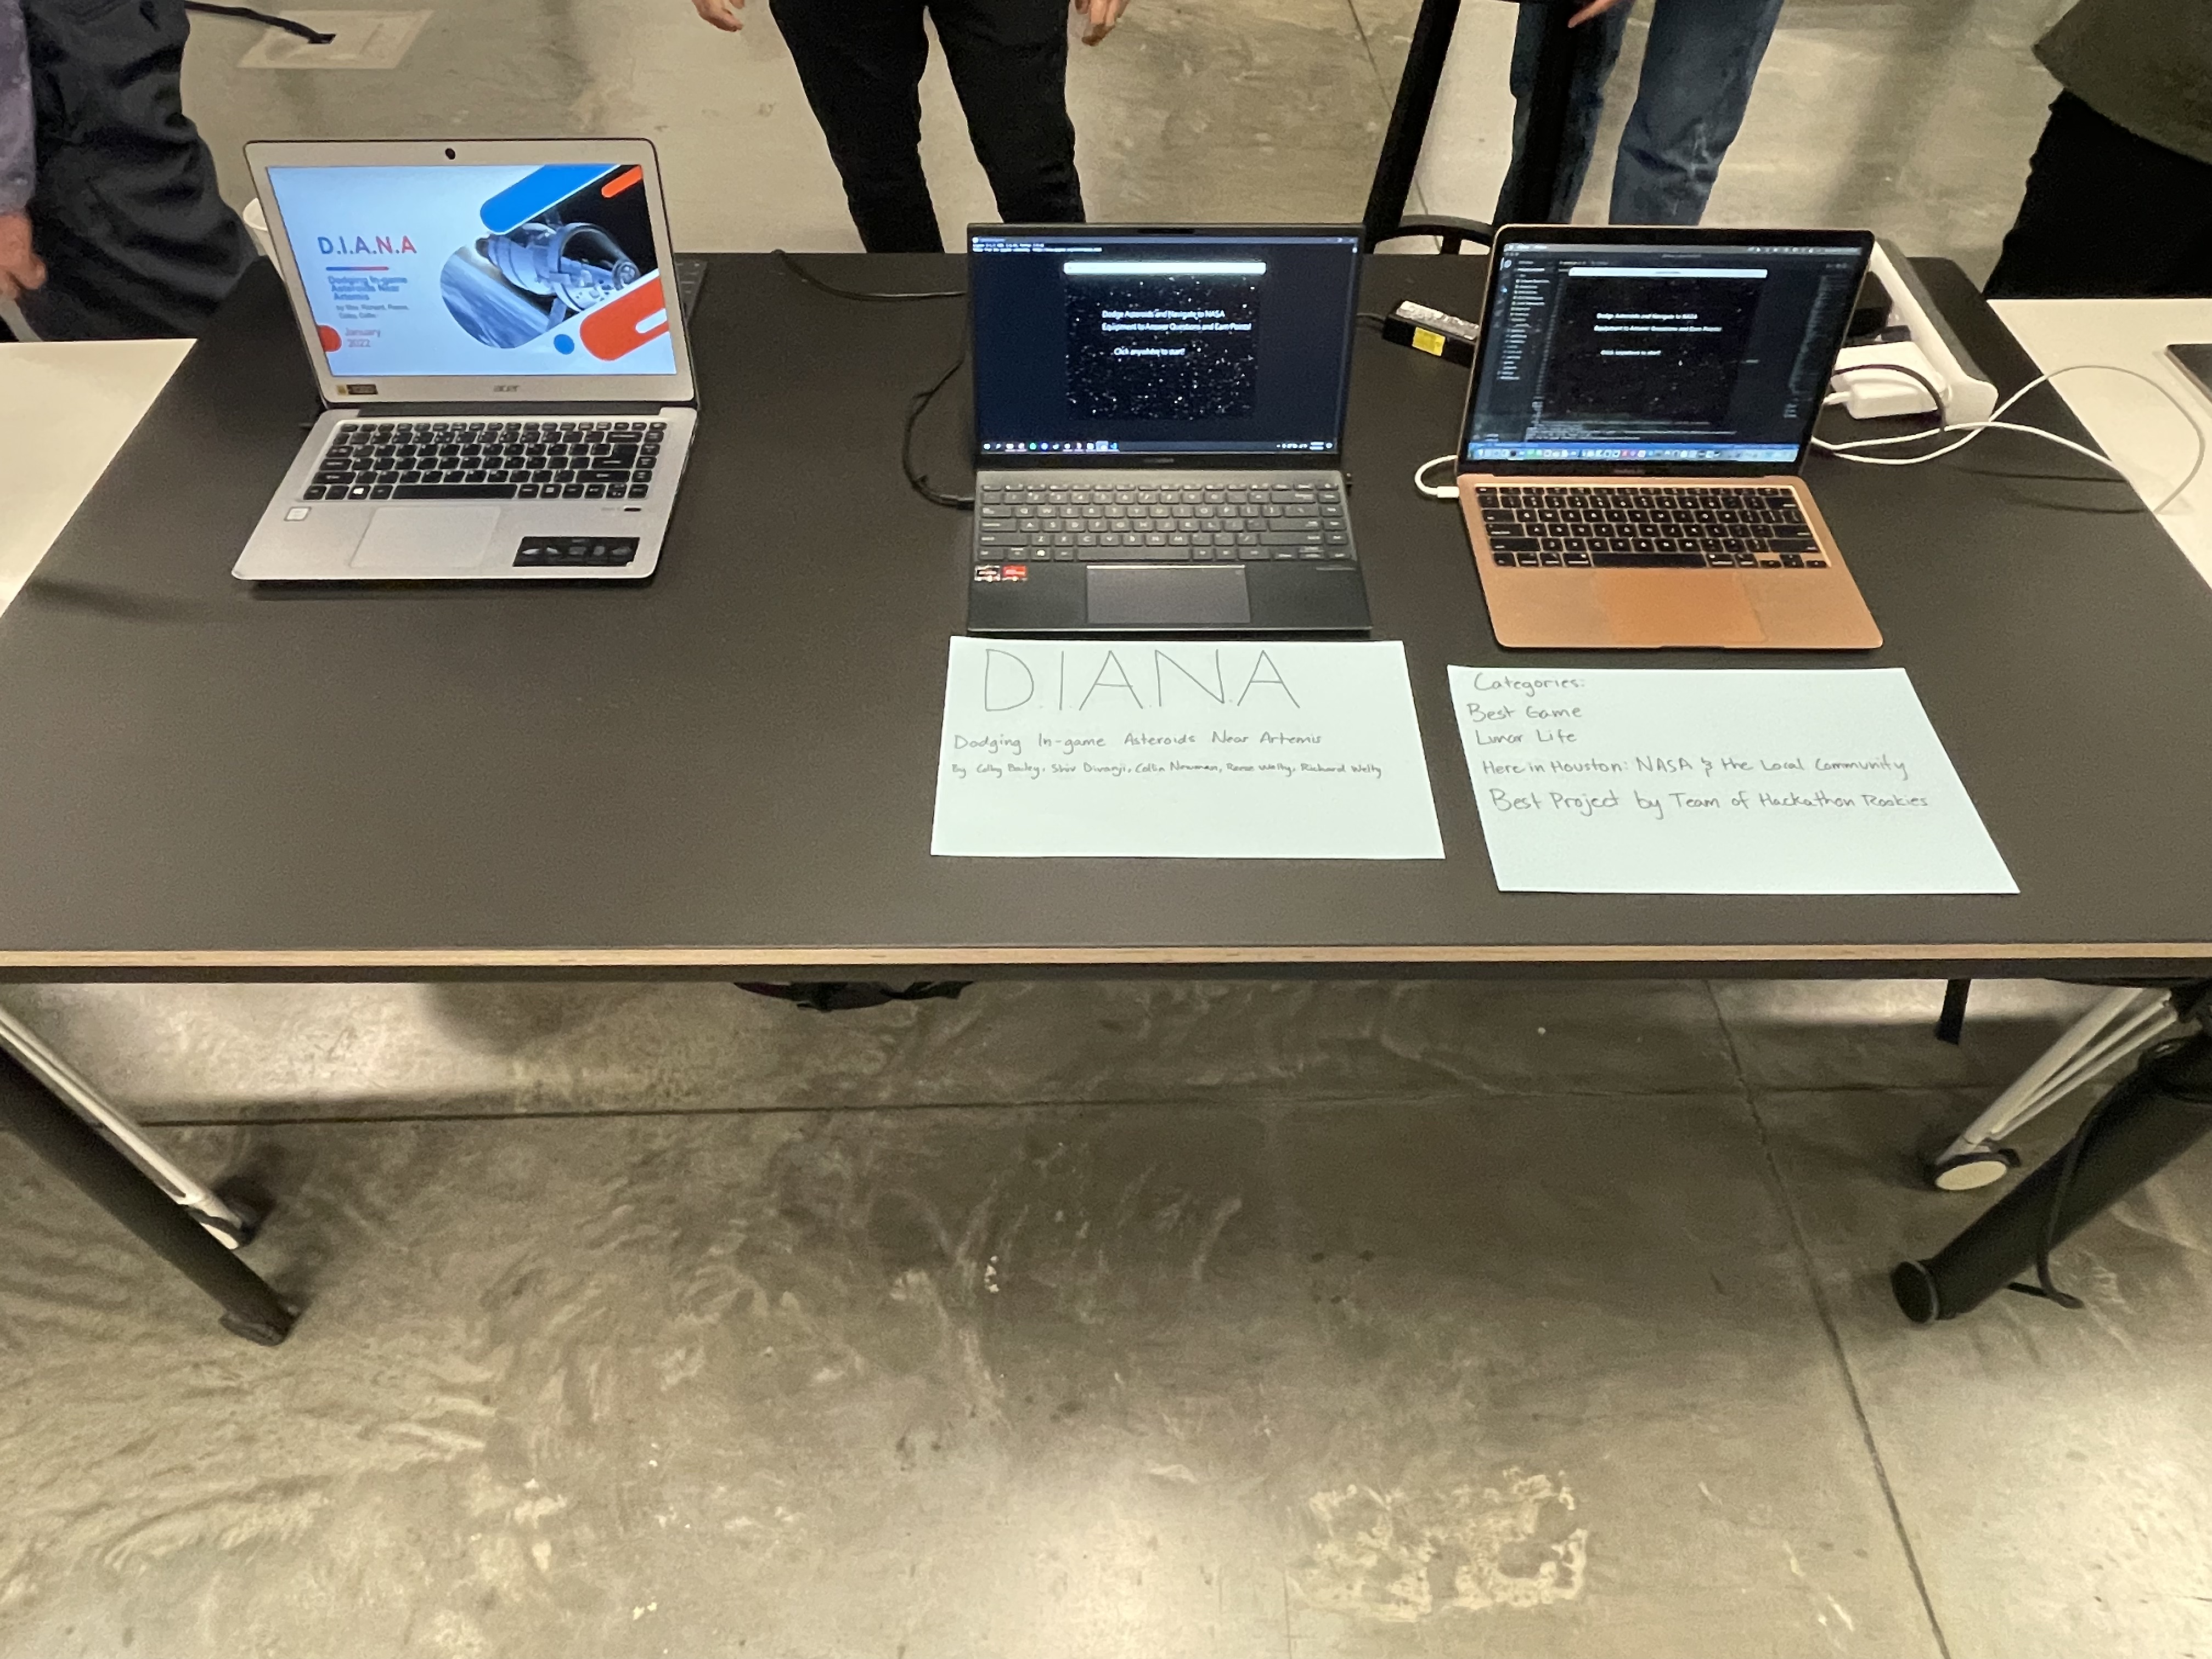 D.I.A.N.A
Dodging In-game
Asteroids Near
Artemis
January
2022
acer
Dodge Asteroids and Navigate to NASA
Equipment to Answer Questions and Earn Points!
Click anywhere to start!
Dodge Asteroids and Navigate to NASA
Equipment to Answer Questions and Earn Points!
Click anywhere to start!
D.I.A.N.A
Dodging In-game Asteroids Near Artemis
By Colby Bailey, Shiv Divanji, Collin Newman, Reese Welty, Richard Welty
Categories:
Best Game
Lunar Life
Here in Houston: NASA & the Local Community
Best Project by Team of Hackathon Rookies